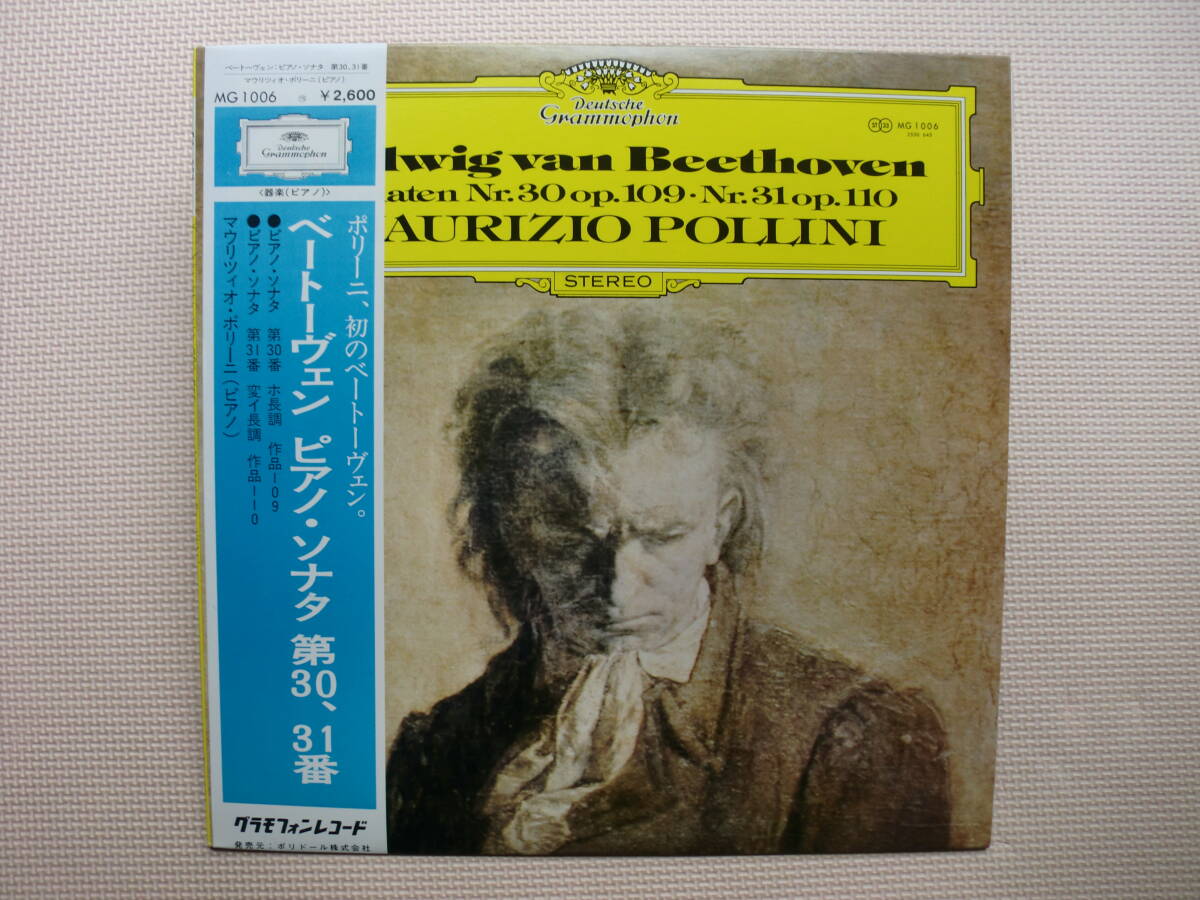 ベートーヴェン:ピアノ・ソナタ 第30、31番
マウリツィオ・ポリーニ(ピアノ)
MG 1006 ¥2,600
Deutsche
Grammophon
〈器楽(ピアノ)〉
ポリーニ、初のベートーヴェン。
ベートーヴェン ピアノ・ソナタ 第30、31番
●ピアノ・ソナタ 第30番 ホ長調 作品109
●ピアノ・ソナタ 第31番 変イ長調 作品110
マウリツィオ・ポリーニ(ピアノ)
グラモフォンレコード
発売元:ポリドール株式会社
Deutsche
Grammophon
ST 33 MG 1006
2530 645
dwig van Beethoven
aten Nr. 30 op. 109 · Nr. 31 op. 110
AURIZIO POLLINI
STEREO